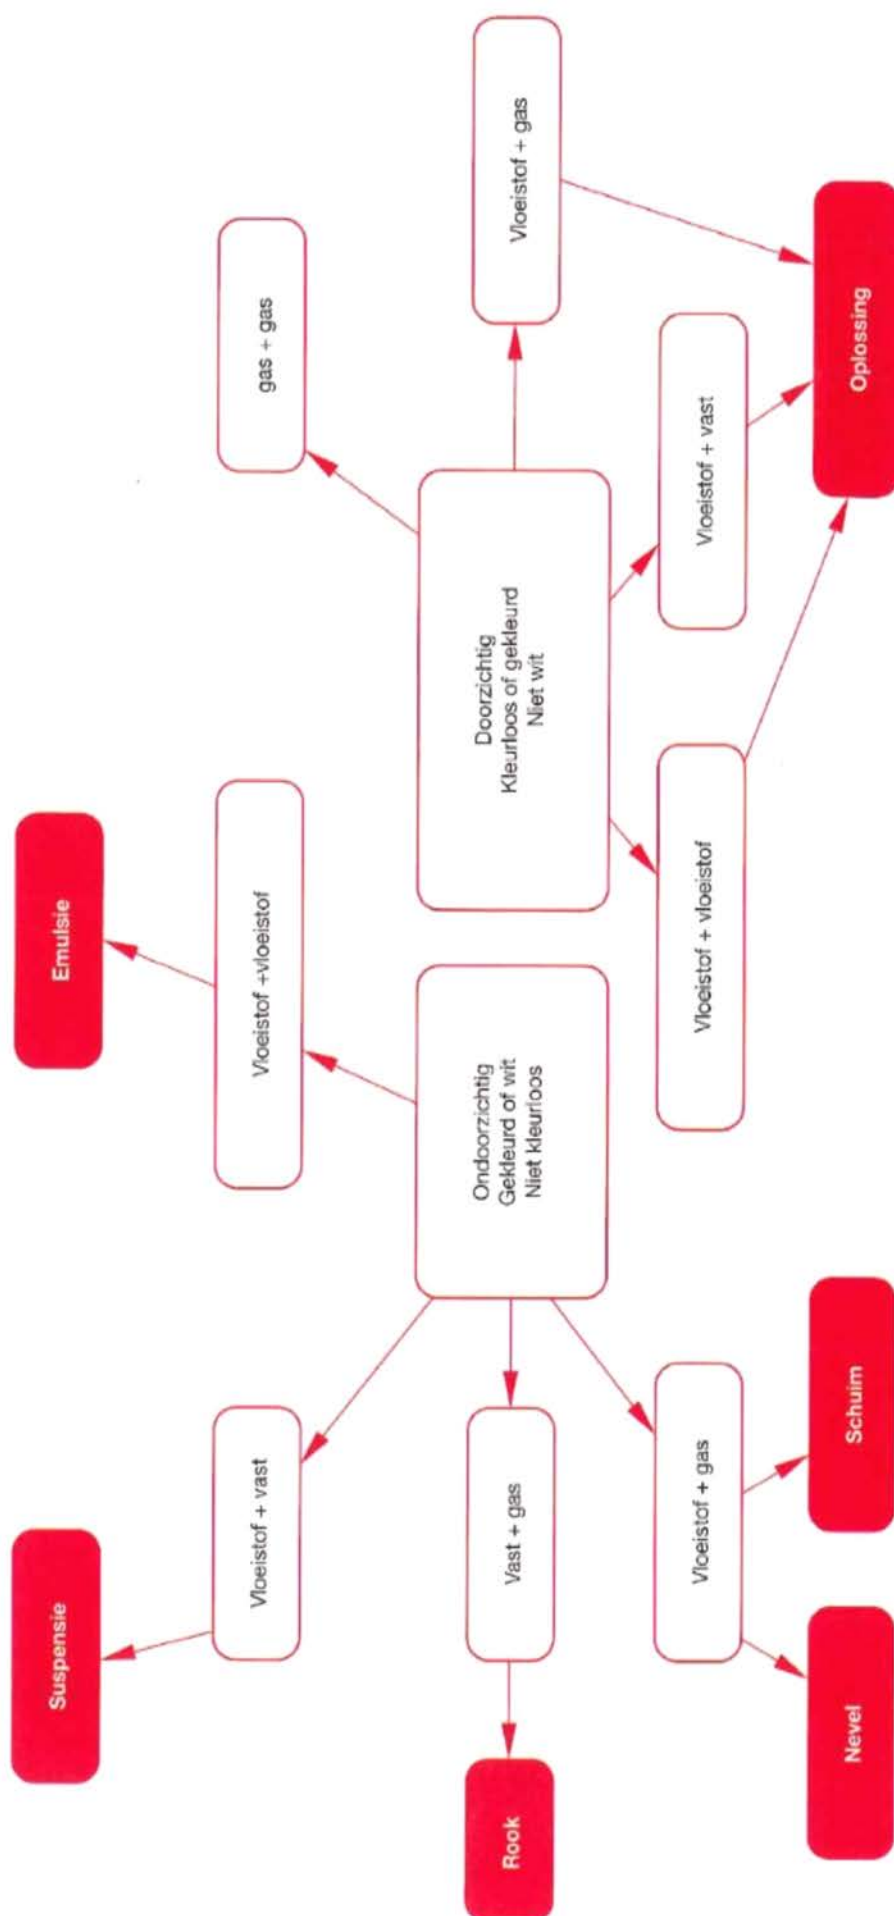 Suspensie
Emulsie
Vloeistof + vast
Vloeistof +vloeistof
gas + gas
Rook
Vast + gas
Ondoorzichtig
Gekleurd of wit
Niet kleurloos
Doorzichtig
Kleurloos of gekleurd
Niet wit
Vloeistof + gas
Vloeistof + gas
Vloeistof + vloeistof
Vloeistof + vast
Nevel
Schuim
Oplossing